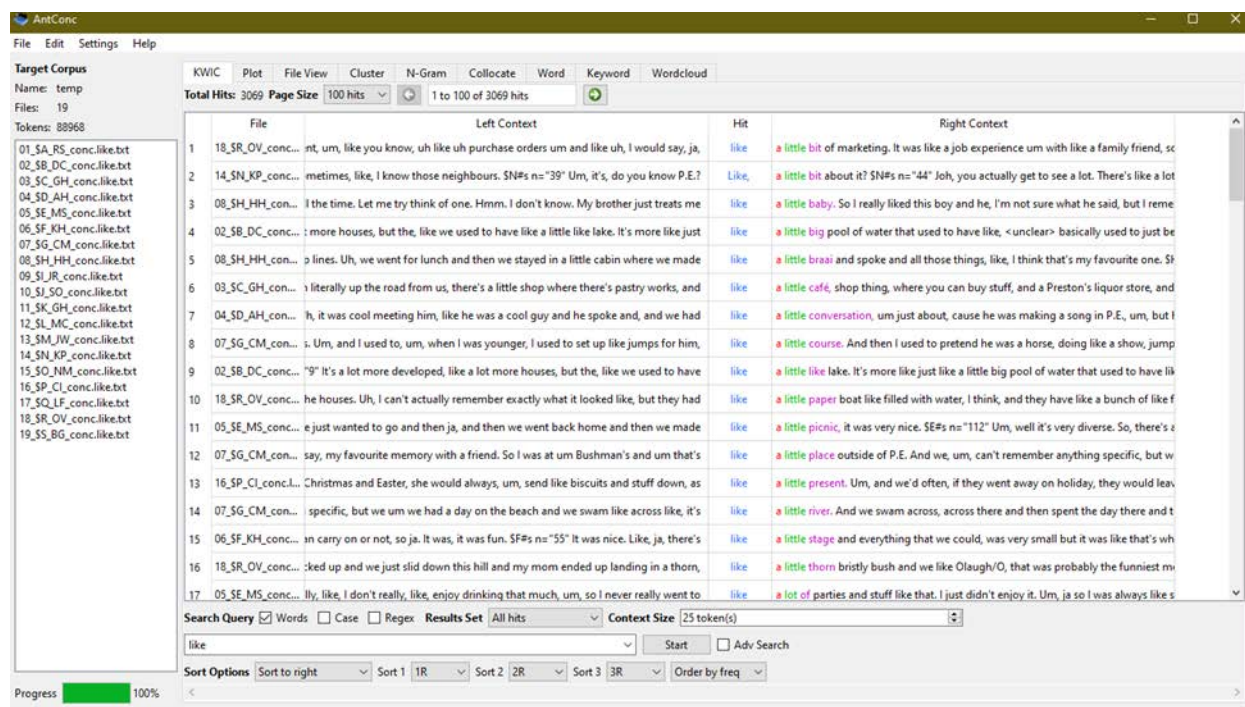 AntConc
File Edit Settings Help
Target Corpus
Name: temp
Files: 19
Tokens: 88968
01_$A_RS_conc.like.txt
02_$B_DC_conc.like.txt
03_$C_GH_conc.like.txt
04_$D_AH_conc.like.txt
05_$E_MS_conc.like.txt
06_$F_KH_conc.like.txt
07_$G_CM_conc.like.txt
08_$H_HH_conc.like.txt
09_$I_JR_conc.like.txt
10_$J_SO_conc.like.txt
11_$K_GH_conc.like.txt
12_$L_MC_conc.like.txt
13_$M_JW_conc.like.txt
14_$N_KP_conc.like.txt
15_$O_NM_conc.like.txt
16_$P_CI_conc.like.txt
17_$Q_LF_conc.like.txt
18_$R_OV_conc.like.txt
19_$S_BG_conc.like.txt
Progress 100%
KWIC Plot File View Cluster N-Gram Collocate Word Keyword Wordcloud
Total Hits: 3069 Page Size 100 hits 1 to 100 of 3069 hits
File Left Context Hit Right Context
1 18_$R_OV_conc... nt, um, like you know, uh like uh purchase orders um and like uh, I would say, ja, like a little bit of marketing. It was like a job experience um with like a family friend, sc
2 14_$N_KP_conc... metimes, like, I know those neighbours. $N#s n="39" Um, it's, do you know P.E.? Like, a little bit about it? $N#s n="44" Joh, you actually get to see a lot. There's like a lot
3 08_$H_HH_con... l the time. Let me try think of one. Hmm. I don't know. My brother just treats me like a little baby. So I really liked this boy and he, I'm not sure what he said, but I reme
4 02_$B_DC_conc... more houses, but the, like we used to have like a little like lake. It's more like just like a little big pool of water that used to have like, <unclear> basically used to just be
5 08_$H_HH_con... o lines. Uh, we went for lunch and then we stayed in a little cabin where we made like a little braai and spoke and all those things, like, I think that's my favourite one. $H
6 03_$C_GH_con... literally up the road from us, there's a little shop where there's pastry works, and like a little café, shop thing, where you can buy stuff, and a Preston's liquor store, and
7 04_$D_AH_con... h, it was cool meeting him, like he was a cool guy and he spoke and, and we had like a little conversation, um just about, cause he was making a song in P.E., um, but
8 07_$G_CM_con... s. Um, and I used to, um, when I was younger, I used to set up like jumps for him, like a little course. And then I used to pretend he was a horse, doing like a show, jump
9 02_$B_DC_conc... "9" It's a lot more developed, like a lot more houses, but the, like we used to have like a little like lake. It's more like just like a little big pool of water that used to have lik
10 18_$R_OV_conc... he houses. Uh, I can't actually remember exactly what it looked like, but they had like a little paper boat like filled with water, I think, and they have like a bunch of like f
11 05_$E_MS_conc... e just wanted to go and then ja, and then we went back home and then we made like a little picnic, it was very nice. $E#s n="112" Um, well it's very diverse. So, there's a
12 07_$G_CM_con... say, my favourite memory with a friend. So I was at um Bushman's and um that's like a little place outside of P.E. And we, um, can't remember anything specific, but w
13 16_$P_CI_conc.l... Christmas and Easter, she would always, um, send like biscuits and stuff down, as like a little present. Um, and we'd often, if they went away on holiday, they would leav
14 07_$G_CM_con... specific, but we um we had a day on the beach and we swam like across like, it's like a little river. And we swam across, across there and then spent the day there and t
15 06_$F_KH_conc... an carry on or not, so ja. It was, it was fun. $F#s n="55" It was nice. Like, ja, there's like a little stage and everything that we could, was very small but it was like that's wh
16 18_$R_OV_conc... :ked up and we just slid down this hill and my mom ended up landing in a thorn, like a little thorn bristly bush and we like Olaugh/O, that was probably the funniest m
17 05_$E_MS_conc... lly, like, I don't really, like, enjoy drinking that much, um, so I never really went to like a lot of parties and stuff like that. I just didn't enjoy it. Um, ja so I was always like s
Search Query Words Case Regex Results Set All hits Context Size 25 token(s)
like Start Adv Search
Sort Options Sort to right Sort 1 1R Sort 2 2R Sort 3 3R Order by freq